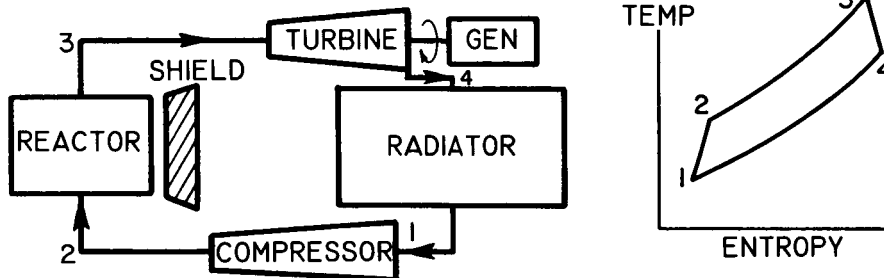 3
TURBINE
GEN
4
SHIELD
REACTOR
RADIATOR
2
COMPRESSOR
1
TEMP
3
2
4
1
ENTROPY